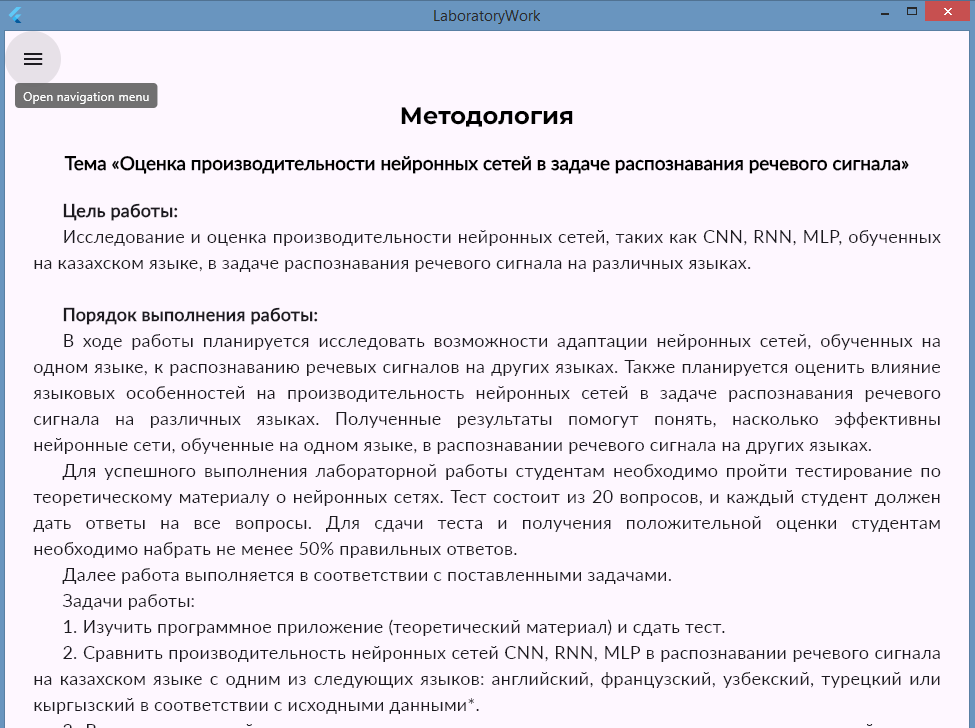 LaboratoryWork
Open navigation menu
Методология
Тема «Оценка производительности нейронных сетей в задаче распознавания речевого сигнала»
Цель работы:
Исследование и оценка производительности нейронных сетей, таких как CNN, RNN, MLP, обученных
на казахском языке, в задаче распознавания речевого сигнала на различных языках.
Порядок выполнения работы:
В ходе работы планируется исследовать возможности адаптации нейронных сетей, обученных на
одном языке, к распознаванию речевых сигналов на других языках. Также планируется оценить влияние
языковых особенностей на производительность нейронных сетей в задаче распознавания речевого
сигнала на различных языках. Полученные результаты помогут понять, насколько эффективны
нейронные сети, обученные на одном языке, в распознавании речевого сигнала на других языках.
Для успешного выполнения лабораторной работы студентам необходимо пройти тестирование по
теоретическому материалу о нейронных сетях. Тест состоит из 20 вопросов, и каждый студент должен
дать ответы на все вопросы. Для сдачи теста и получения положительной оценки студентам
необходимо набрать не менее 50% правильных ответов.
Далее работа выполняется в соответствии с поставленными задачами.
Задачи работы:
1. Изучить программное приложение (теоретический материал) и сдать тест.
2. Сравнить производительность нейронных сетей CNN, RNN, MLP в распознавании речевого сигнала
на казахском языке с одним из следующих языков: английский, французский, узбекский, турецкий или
кыргызский в соответствии с исходными данными*.